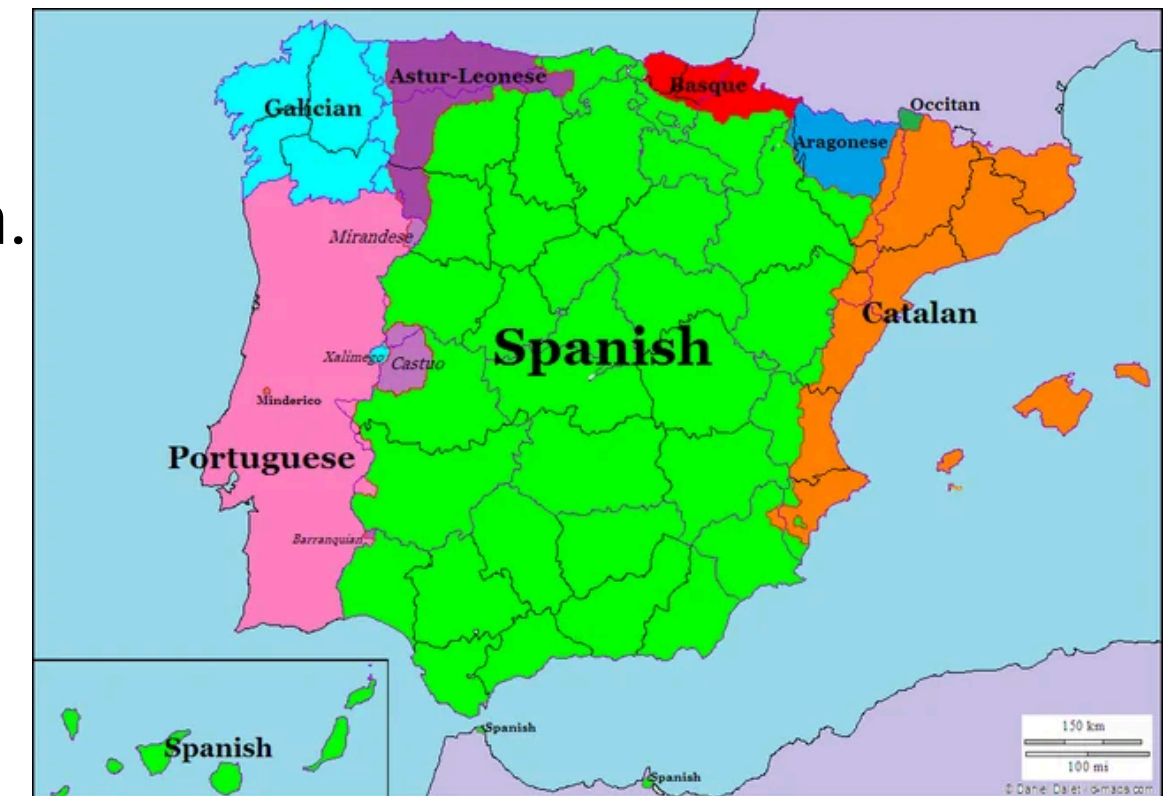 Astur-Leonese
Basque
Galician
Occitan
Aragonese
n.
Mirandese
Catalan
Spanish
Xalimego
Castuo
Minderico
Portuguese
Barranquian
Spanish
Spanish
Spanish
150 km
100 mi
© Daniel Dalet / d-maps.com